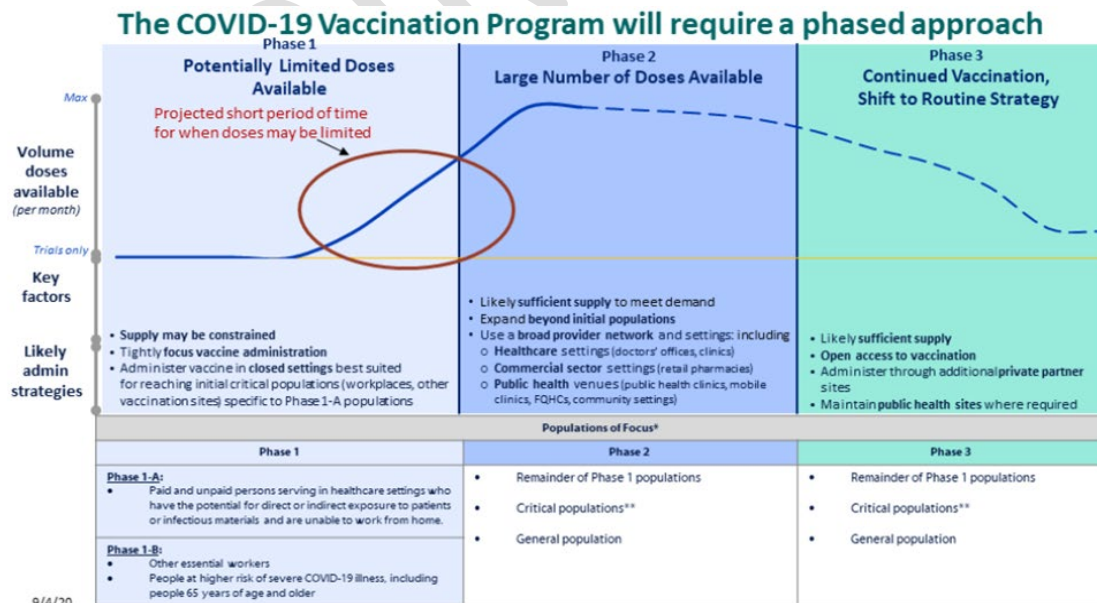 The COVID-19 Vaccination Program will require a phased approach
Phase 1
Potentially Limited Doses
Available
Phase 2
Large Number of Doses Available
Phase 3
Continued Vaccination,
Shift to Routine Strategy
Max
Projected short period of time
for when doses may be limited
Volume
doses
available
(per month)
Trials only
Key
factors
Likely
admin
strategies
• Supply may be constrained
• Tightly focus vaccine administration
• Administer vaccine in closed settings best suited
for reaching initial critical populations (workplaces, other
vaccination sites) specific to Phase 1-A populations
• Likely sufficient supply to meet demand
• Expand beyond initial populations
• Use a broad provider network and settings: including
o Healthcare settings (doctors' offices, clinics)
o Commercial sector settings (retail pharmacies)
o Public health venues (public health clinics, mobile
clinics, FQHCs, community settings)
• Likely sufficient supply
• Open access to vaccination
• Administer through additional private partner
sites
• Maintain public health sites where required
Populations of Focus*
Phase 1
Phase 2
Phase 3
Phase 1-A:
• Paid and unpaid persons serving in healthcare settings who
have the potential for direct or indirect exposure to patients
or infectious materials and are unable to work from home.
Phase 1-B:
• Other essential workers
• People at higher risk of severe COVID-19 illness, including
people 65 years of age and older
• Remainder of Phase 1 populations
• Critical populations**
• General population
• Remainder of Phase 1 populations
• Critical populations**
• General population
9/4/20